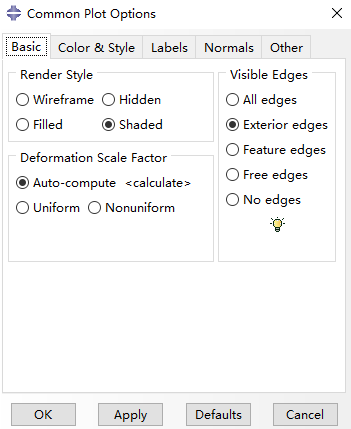 Common Plot Options
Basic Color & Style Labels Normals Other
Render Style
Wireframe Hidden
Filled Shaded
Deformation Scale Factor
Auto-compute <calculate>
Uniform Nonuniform
Visible Edges
All edges
Exterior edges
Feature edges
Free edges
No edges
OK Apply Defaults Cancel